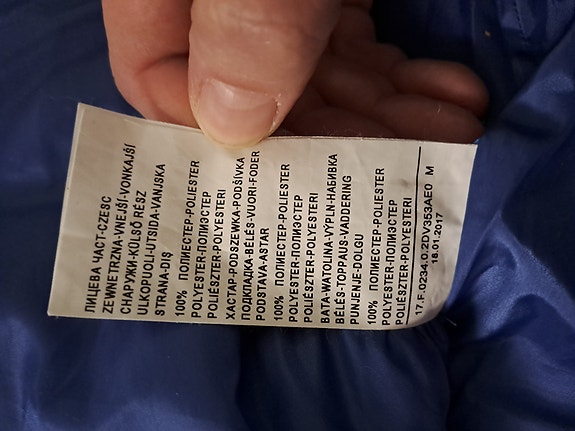 ЛИЦЕВА ЧАСТ-CZESC
ZEWNETRZNA-VNEJŠÍ-VONKAJŠÍ
СНАРУЖИ-KÜLSŐ RÉSZ
ULKOPUOLI-UTSIDA-VANJSKA
STRANA-DIŞ
100% ПОЛИЕСТЕР-POLIESTER
POLYESTER-ПОЛИЭСТЕР
POLIÉSZTER-POLYESTERI
ХАСТАР-PODSZEWKA-PODŠÍVKA
ПОДКЛАДКА-BÉLÉS-VUORI-FODER
PODSTAVA-ASTAR
100% ПОЛИЕСТЕР-POLIESTER
POLYESTER-ПОЛИЭСТЕР
POLIÉSZTER-POLYESTERI
ВАТА-WATOLINA-VÝPLN-НАБИВКА
BÉLÉS-TOPPAUS-VADDERING
PUNJENJE-DOLGU
100% ПОЛИЕСТЕР-POLIESTER
POLYESTER-ПОЛИЭСТЕР
POLIÉSZTER-POLYESTERI
17.F.0234.0.ZDV353AE0 M
18.01.2017